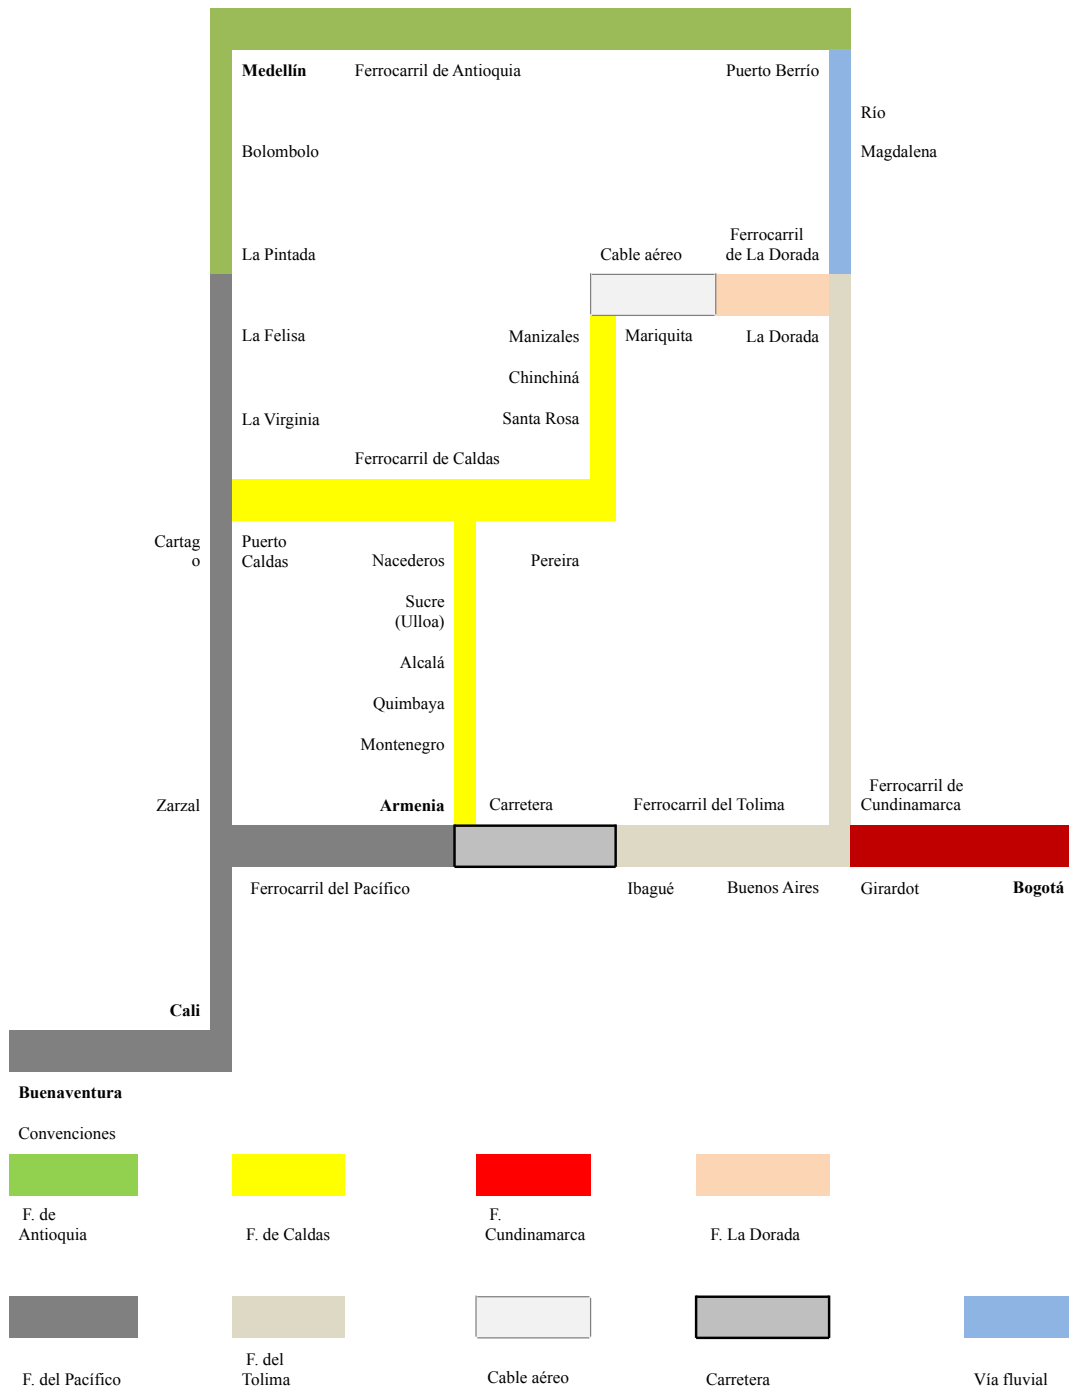 Medellín
Ferrocarril de Antioquia
Puerto Berrío
Río
Bolombolo
Magdalena
Ferrocarril
La Pintada
Cable aéreo
de La Dorada
La Felisa
Manizales
Mariquita
La Dorada
Chinchiná
La Virginia
Santa Rosa
Ferrocarril de Caldas
Cartag
o
Puerto
Caldas
Nacederos
Pereira
Sucre
(Ulloa)
Alcalá
Quimbaya
Montenegro
Zarzal
Armenia
Carretera
Ferrocarril del Tolima
Ferrocarril de
Cundinamarca
Ferrocarril del Pacífico
Ibagué
Buenos Aires
Girardot
Bogotá
Cali
Buenaventura
Convenciones
F. de
Antioquia
F. de Caldas
F.
Cundinamarca
F. La Dorada
F. del Pacífico
F. del
Tolima
Cable aéreo
Carretera
Vía fluvial